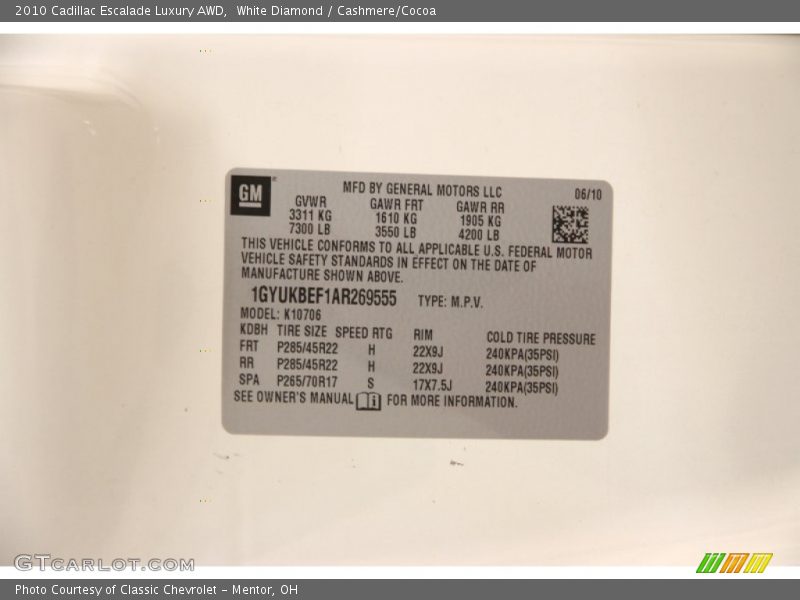 2010 Cadillac Escalade Luxury AWD,  White Diamond / Cashmere/Cocoa
GM
MFD BY GENERAL MOTORS LLC 06/10
GVWR GAWR FRT GAWR RR
3311 KG 1610 KG 1905 KG
7300 LB 3550 LB 4200 LB
THIS VEHICLE CONFORMS TO ALL APPLICABLE U.S. FEDERAL MOTOR
VEHICLE SAFETY STANDARDS IN EFFECT ON THE DATE OF
MANUFACTURE SHOWN ABOVE.
1GYUKBEF1AR269555 TYPE: M.P.V.
MODEL: K10706
KDBH TIRE SIZE SPEED RTG RIM COLD TIRE PRESSURE
FRT P285/45R22 H 22X9J 240KPA(35PSI)
RR P285/45R22 H 22X9J 240KPA(35PSI)
SPA P265/70R17 S 17X7.5J 240KPA(35PSI)
SEE OWNER'S MANUAL i FOR MORE INFORMATION.
GTCARLOT.COM
Photo Courtesy of Classic Chevrolet - Mentor, OH